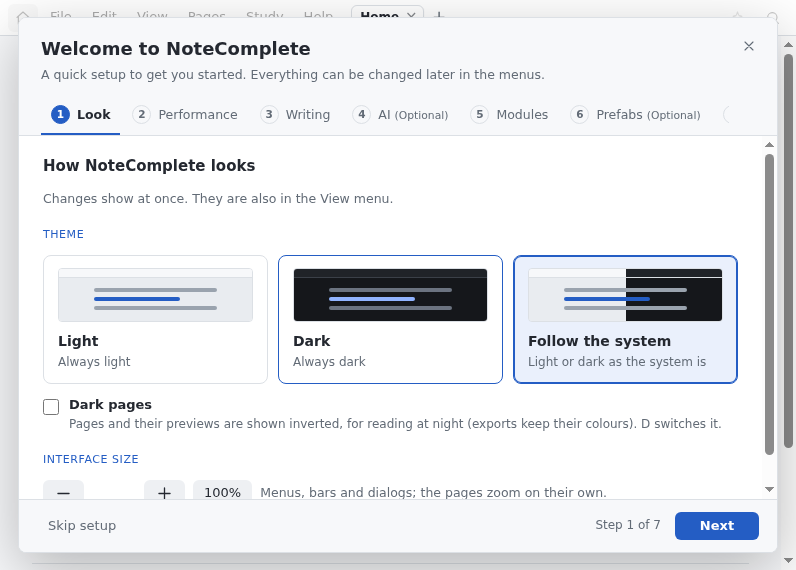 File Edit View Pages Study Help Home
Welcome to NoteComplete
A quick setup to get you started. Everything can be changed later in the menus.
1 Look 2 Performance 3 Writing 4 AI (Optional) 5 Modules 6 Prefabs (Optional)
How NoteComplete looks
Changes show at once. They are also in the View menu.
THEME
Light
Always light
Dark
Always dark
Follow the system
Light or dark as the system is
Dark pages
Pages and their previews are shown inverted, for reading at night (exports keep their colours). D switches it.
INTERFACE SIZE
− + 100% Menus, bars and dialogs; the pages zoom on their own.
Skip setup Step 1 of 7 Next